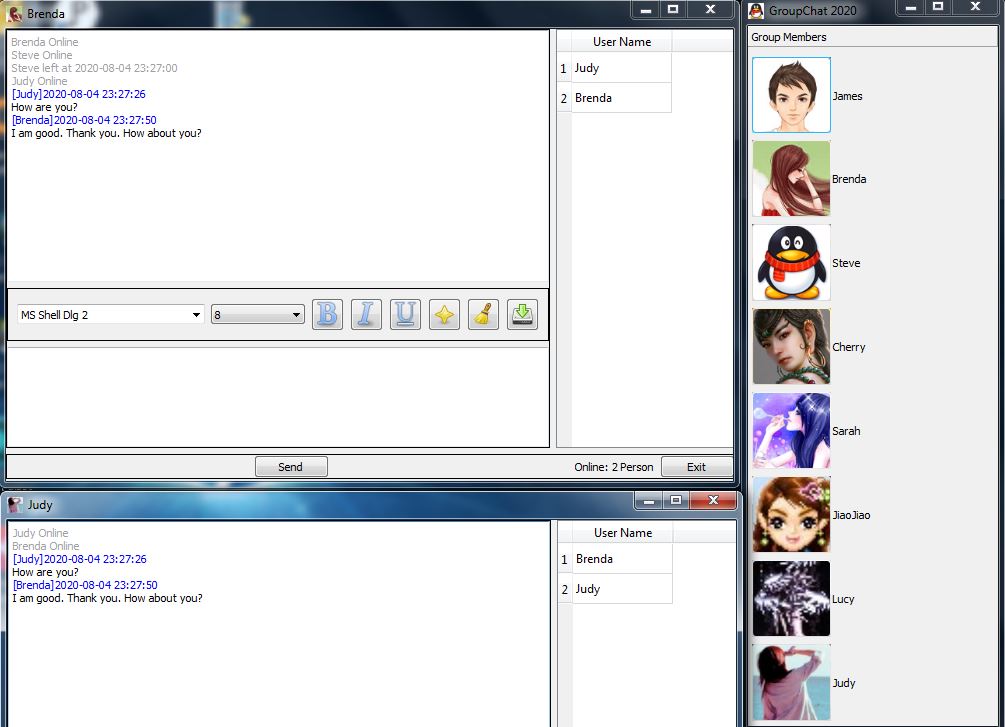 Brenda
Brenda Online
Steve Online
Steve left at 2020-08-04 23:27:00
Judy Online
[Judy]2020-08-04 23:27:26
How are you?
[Brenda]2020-08-04 23:27:50
I am good. Thank you. How about you?
User Name
1 Judy
2 Brenda
MS Shell Dlg 2
8
B I U
Send
Online: 2 Person
Exit
Judy
Judy Online
Brenda Online
[Judy]2020-08-04 23:27:26
How are you?
[Brenda]2020-08-04 23:27:50
I am good. Thank you. How about you?
User Name
1 Brenda
2 Judy
GroupChat 2020
Group Members
James
Brenda
Steve
Cherry
Sarah
JiaoJiao
Lucy
Judy